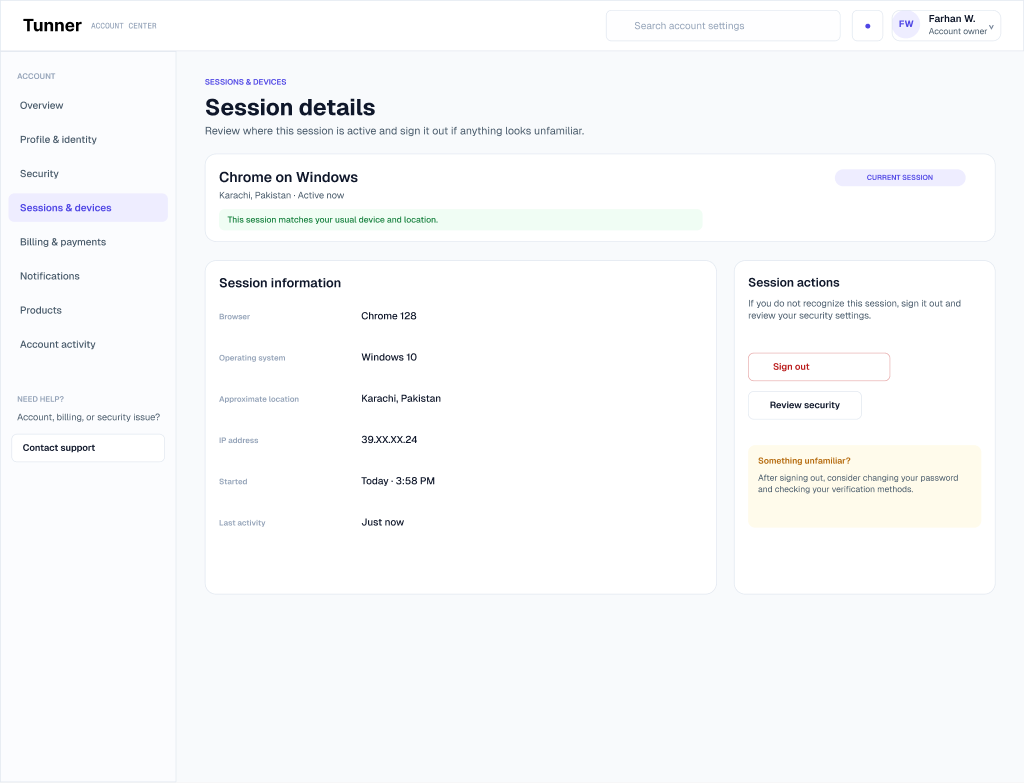 Tunner ACCOUNT CENTER
Search account settings
FW
Farhan W.
Account owner
ACCOUNT
Overview
Profile & identity
Security
Sessions & devices
Billing & payments
Notifications
Products
Account activity
NEED HELP?
Account, billing, or security issue?
Contact support
SESSIONS & DEVICES
Session details
Review where this session is active and sign it out if anything looks unfamiliar.
Chrome on Windows
CURRENT SESSION
Karachi, Pakistan · Active now
This session matches your usual device and location.
Session information
Browser Chrome 128
Operating system Windows 10
Approximate location Karachi, Pakistan
IP address 39.XX.XX.24
Started Today · 3:58 PM
Last activity Just now
Session actions
If you do not recognize this session, sign it out and
review your security settings.
Sign out
Review security
Something unfamiliar?
After signing out, consider changing your password
and checking your verification methods.